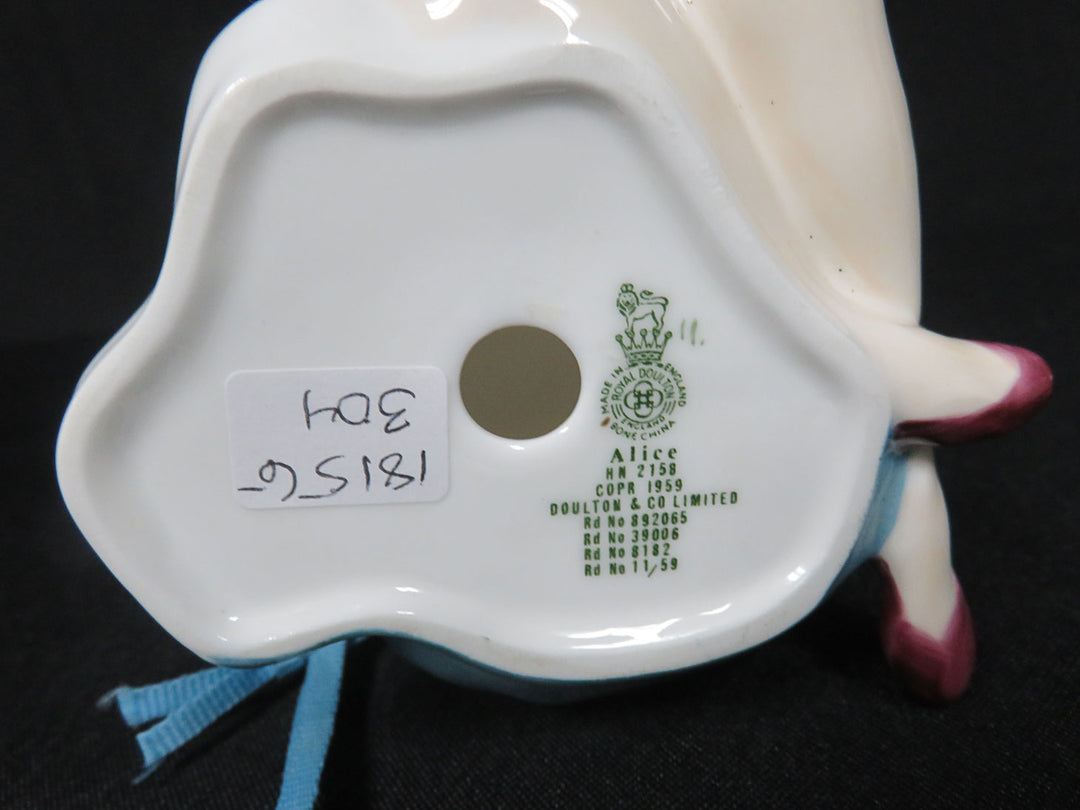 MADE IN ENGLAND
ROYAL DOULTON
ENGLAND
BONE CHINA
Alice
HN 2158
COPR 1959
DOULTON & CO LIMITED
Rd No 892065
Rd No 39006
Rd No 8182
Rd No 11/59
18156-
304